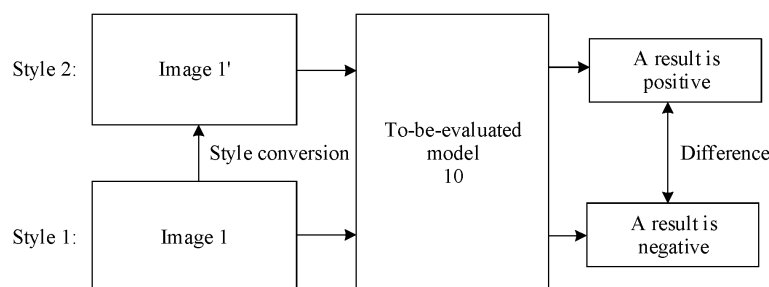 Style 2:
Image 1'
A result is
positive
To-be-evaluated
model
10
Style conversion
Difference
Style 1:
Image 1
A result is
negative